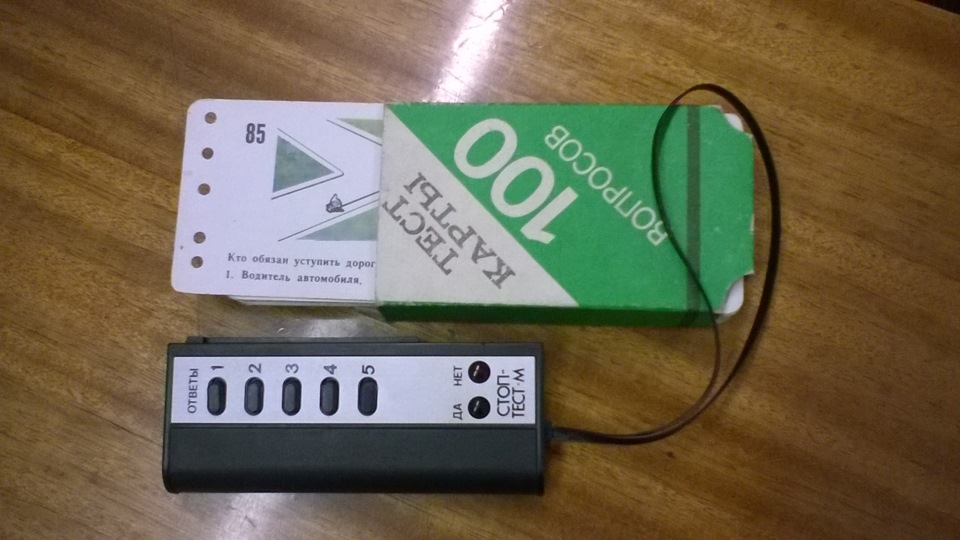 85
Кто обязан уступить дорог
1. Водитель автомобиля,
ТЕСТ
КАРТЫ
100
ВОПРОСОВ
ОТВЕТЫ
1
2
3
4
5
ДА НЕТ
СТОП-
ТЕСТ-М